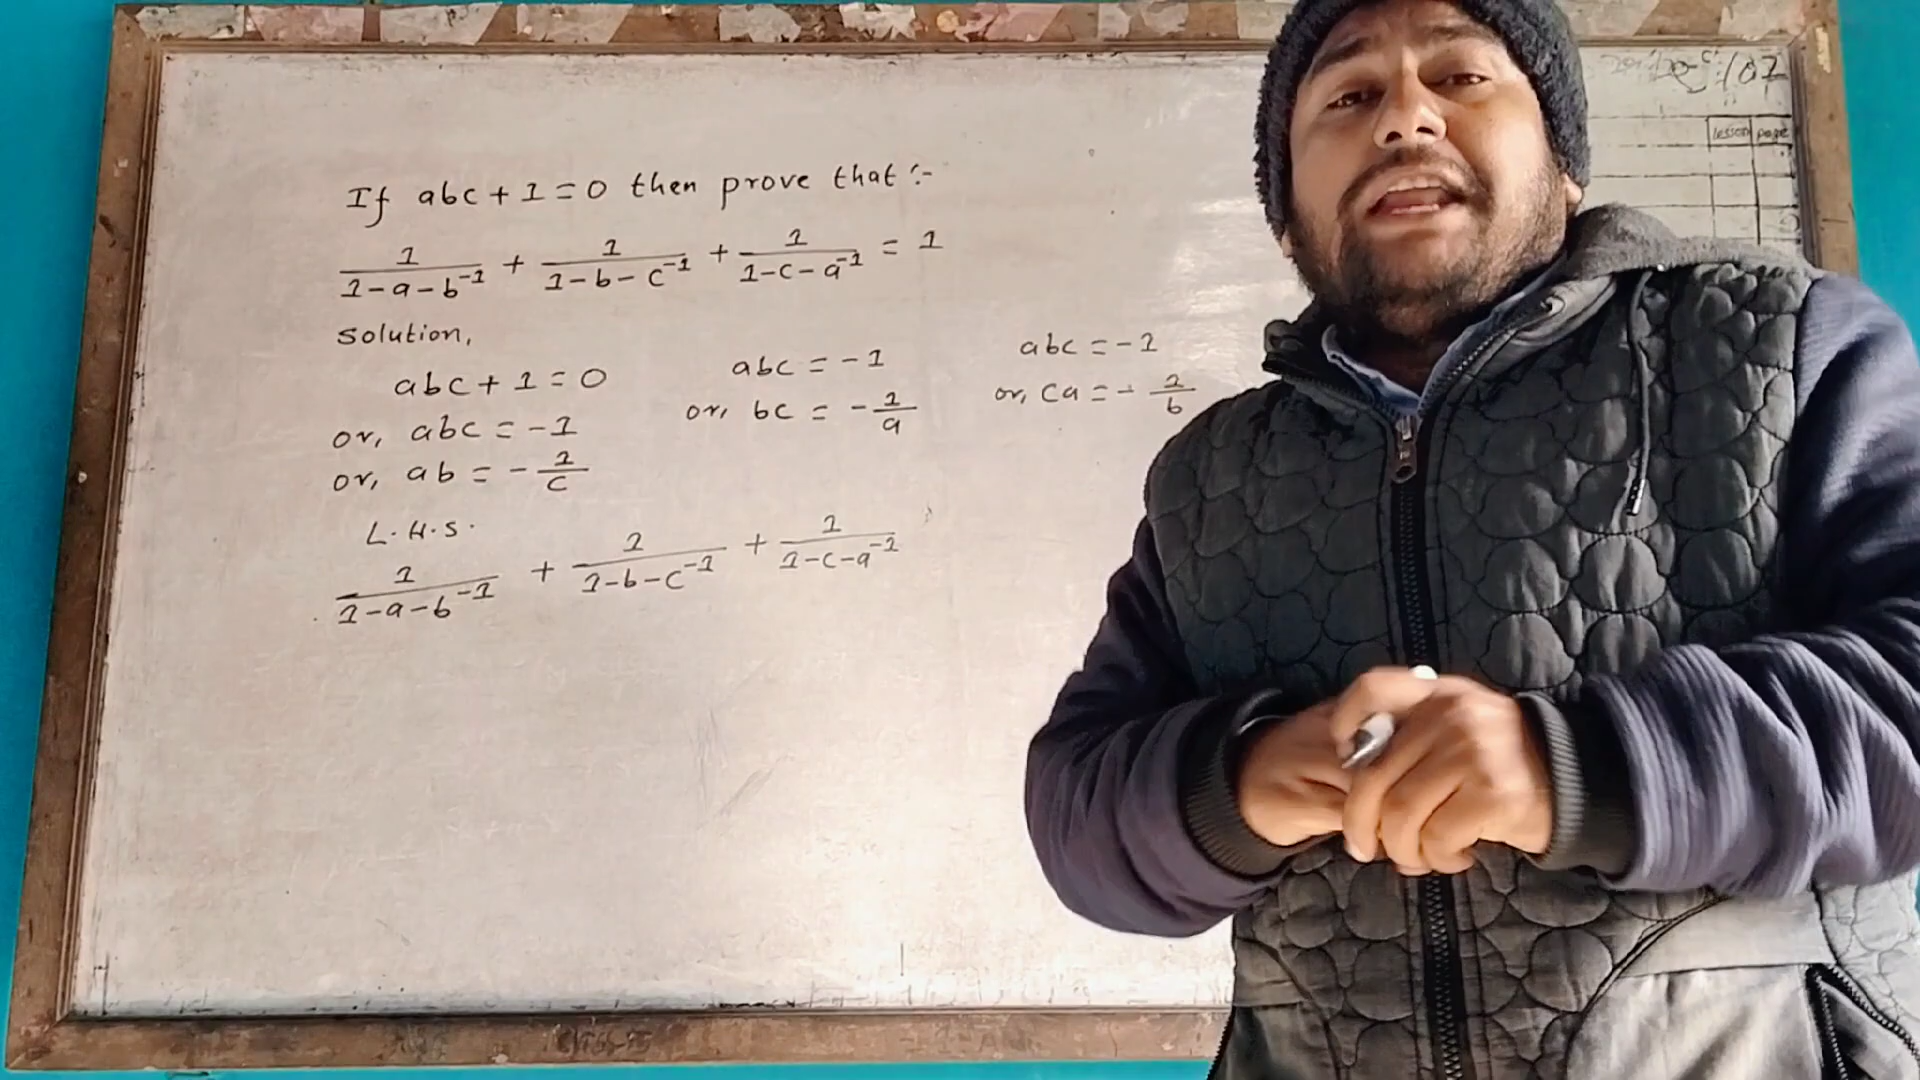 If abc + 1 = 0 then prove that :-
1/(1-a-b⁻¹) + 1/(1-b-c⁻¹) + 1/(1-c-a⁻¹) = 1
solution,
abc + 1 = 0
or, abc = -1
or, ab = - 1/c
abc = -1
or, bc = - 1/a
abc = -1
or, ca = - 1/b
L.H.S.
1/(1-a-b⁻¹) + 1/(1-b-c⁻¹) + 1/(1-c-a⁻¹)
lesson page